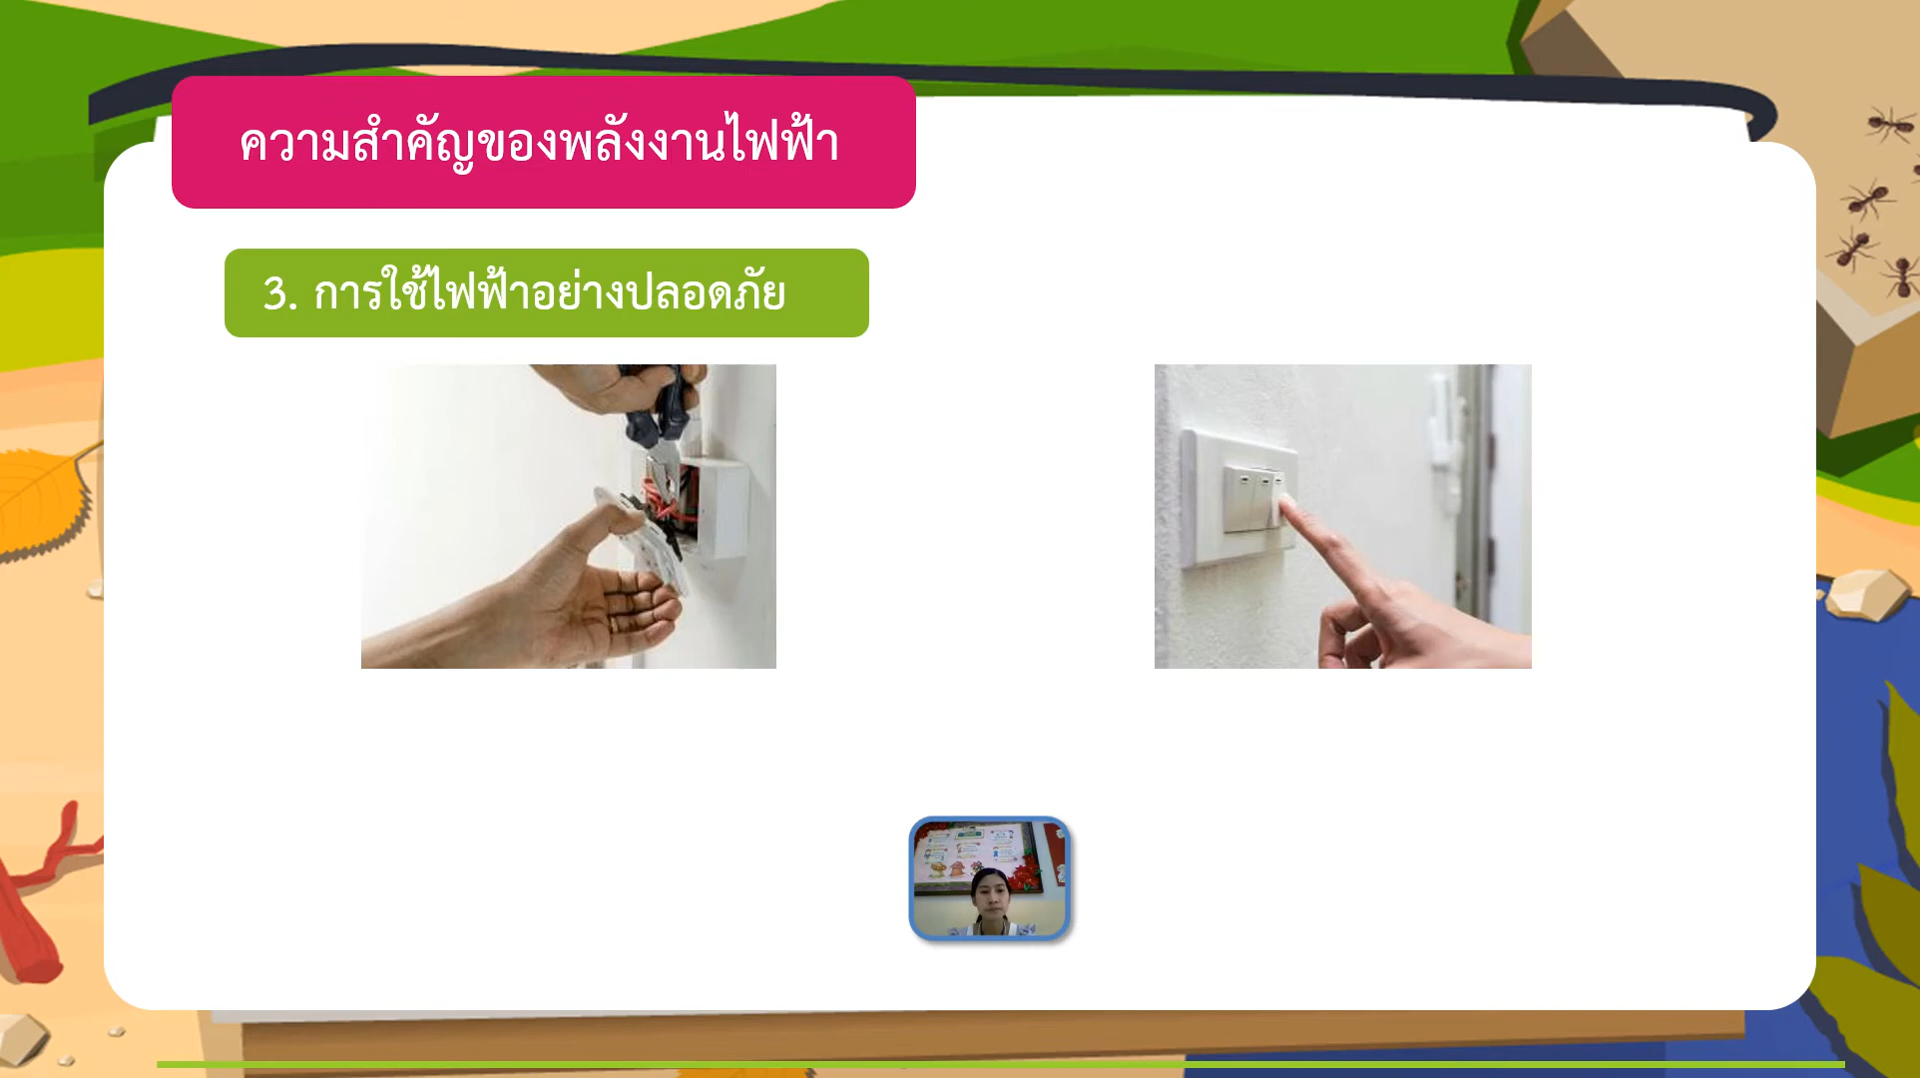 ความสำคัญของพลังงานไฟฟ้า
3. การใช้ไฟฟ้าอย่างปลอดภัย